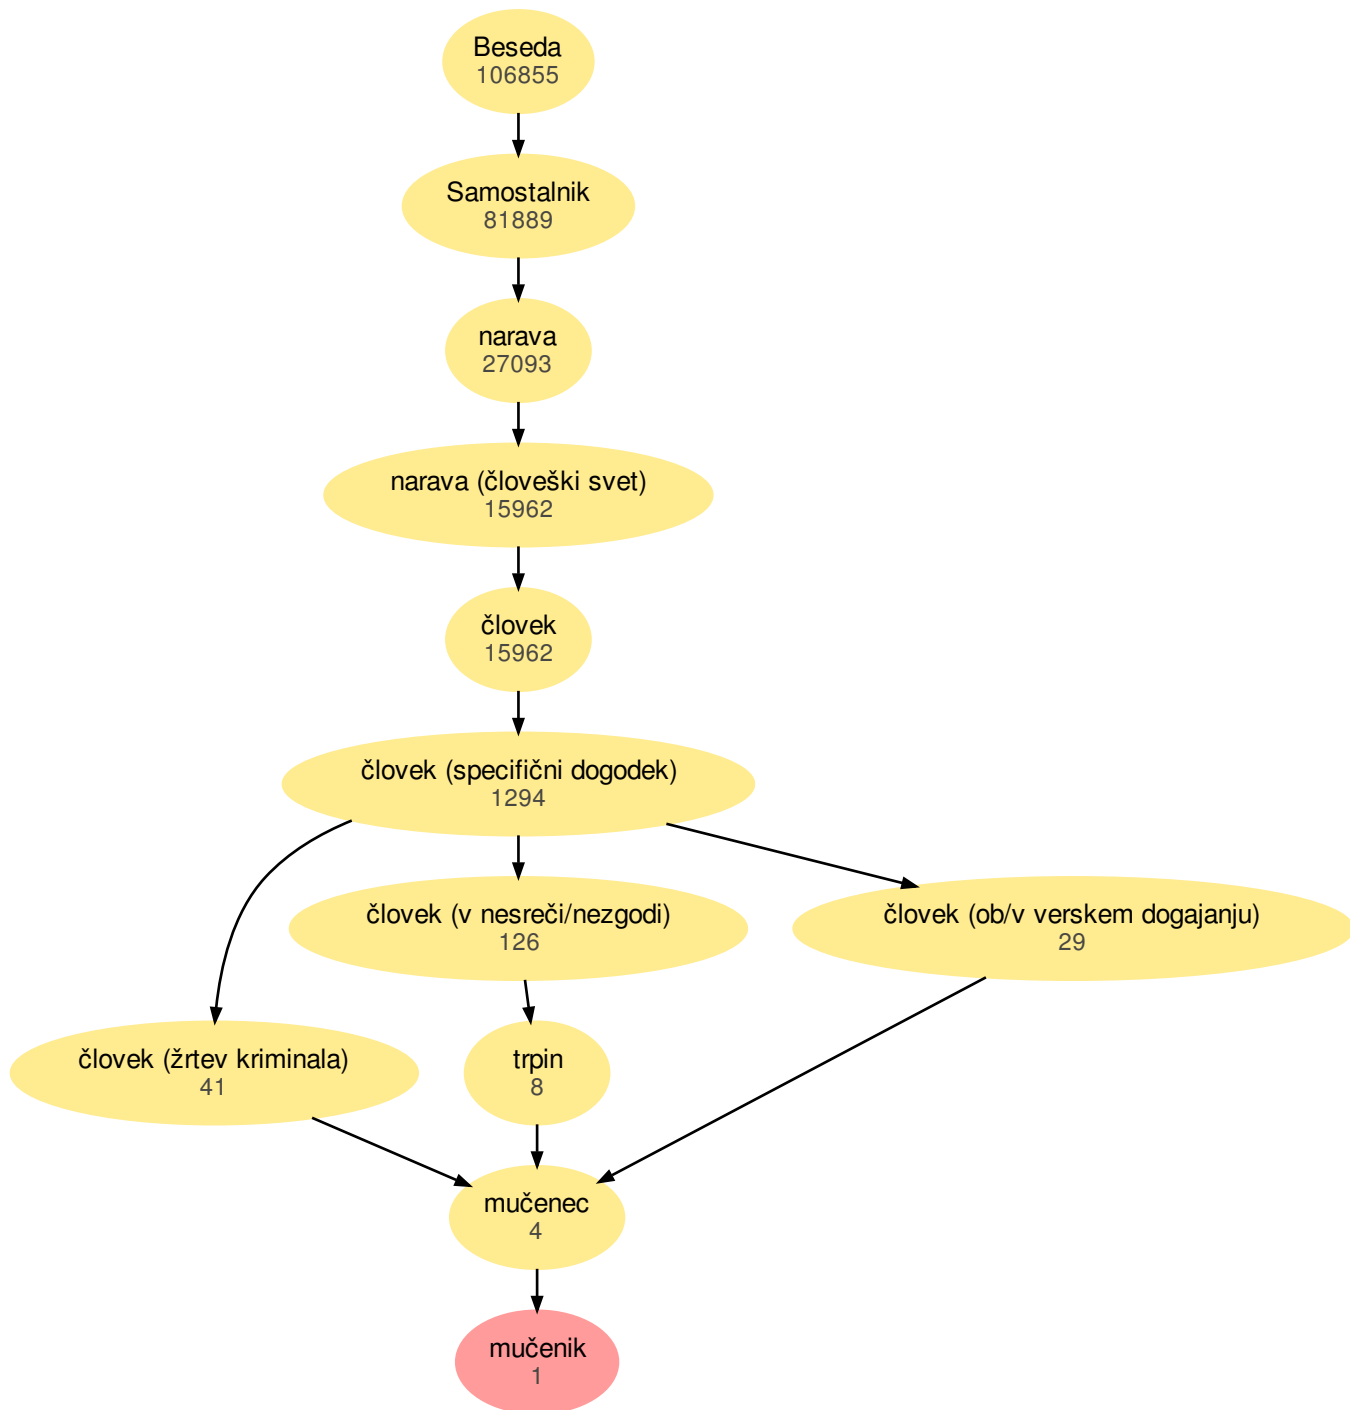 Beseda
106855
Samostalnik
81889
narava
27093
narava (človeški svet)
15962
človek
15962
človek (specifični dogodek)
1294
človek (v nesreči/nezgodi)
126
človek (ob/v verskem dogajanju)
29
človek (žrtev kriminala)
41
trpin
8
mučenec
4
mučenik
1